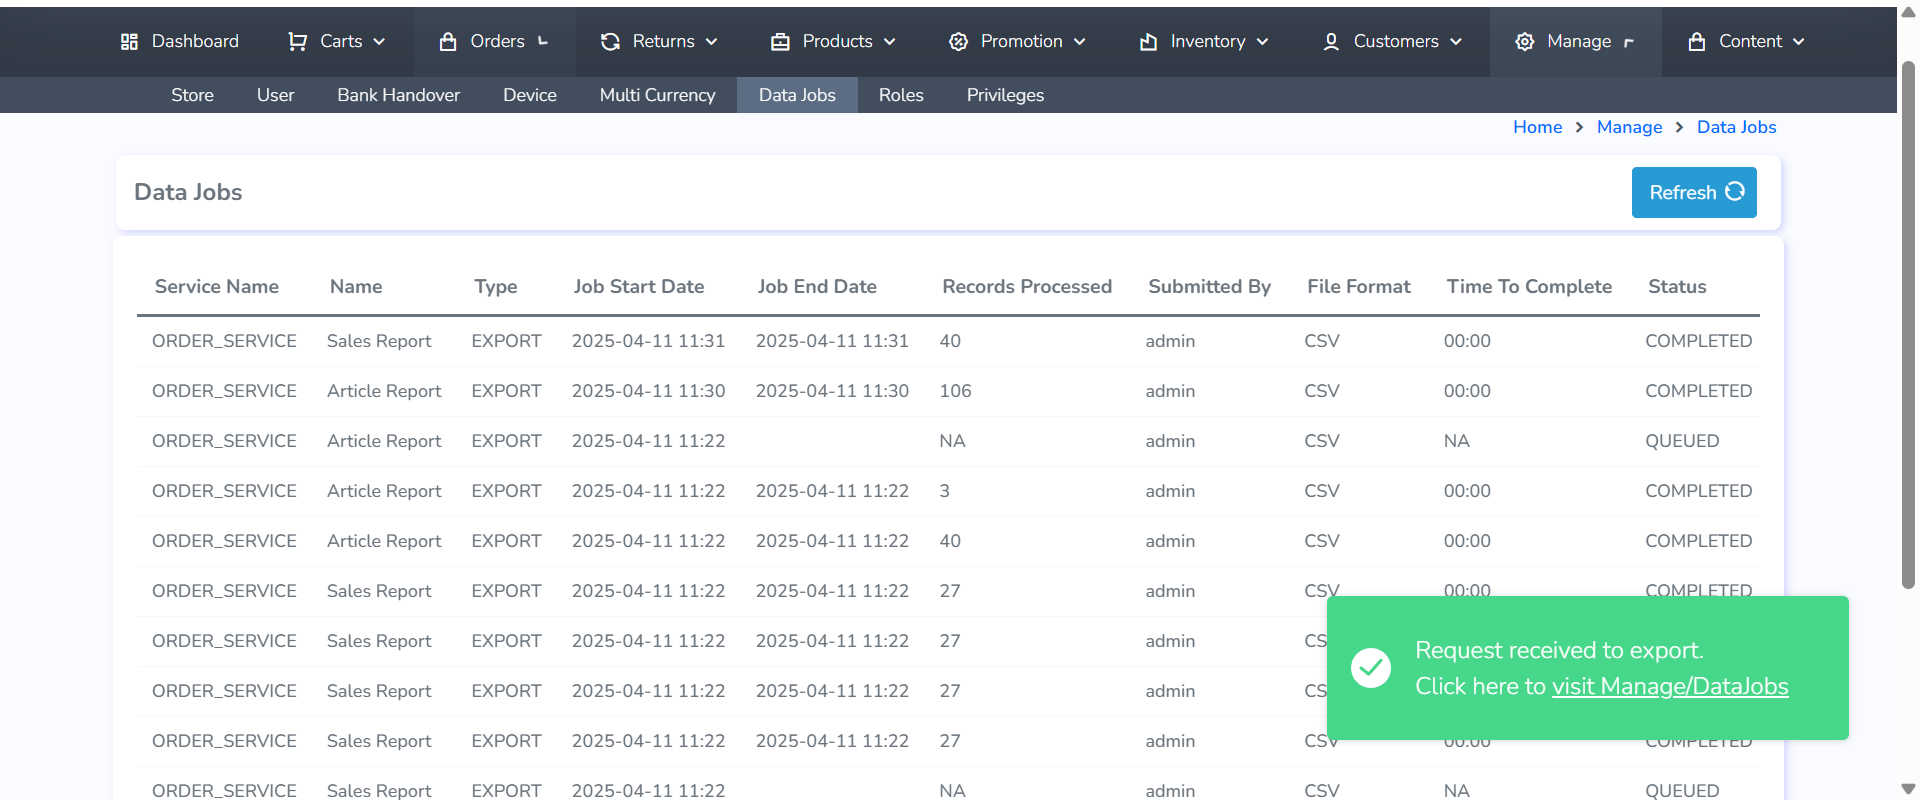 Dashboard Carts Orders Returns Products Promotion Inventory Customers Manage Content
Store User Bank Handover Device Multi Currency Data Jobs Roles Privileges
Home > Manage > Data Jobs
Data Jobs Refresh
Service Name Name Type Job Start Date Job End Date Records Processed Submitted By File Format Time To Complete Status
ORDER_SERVICE Sales Report EXPORT 2025-04-11 11:31 2025-04-11 11:31 40 admin CSV 00:00 COMPLETED
ORDER_SERVICE Article Report EXPORT 2025-04-11 11:30 2025-04-11 11:30 106 admin CSV 00:00 COMPLETED
ORDER_SERVICE Article Report EXPORT 2025-04-11 11:22 NA admin CSV NA QUEUED
ORDER_SERVICE Article Report EXPORT 2025-04-11 11:22 2025-04-11 11:22 3 admin CSV 00:00 COMPLETED
ORDER_SERVICE Article Report EXPORT 2025-04-11 11:22 2025-04-11 11:22 40 admin CSV 00:00 COMPLETED
ORDER_SERVICE Sales Report EXPORT 2025-04-11 11:22 2025-04-11 11:22 27 admin CSV 00:00 COMPLETED
ORDER_SERVICE Sales Report EXPORT 2025-04-11 11:22 2025-04-11 11:22 27 admin CS
Request received to export.
Click here to visit Manage/DataJobs
ORDER_SERVICE Sales Report EXPORT 2025-04-11 11:22 2025-04-11 11:22 27 admin CS
ORDER_SERVICE Sales Report EXPORT 2025-04-11 11:22 2025-04-11 11:22 27 admin CSV 00:00 COMPLETED
ORDER_SERVICE Sales Report EXPORT 2025-04-11 11:22 NA admin CSV NA QUEUED